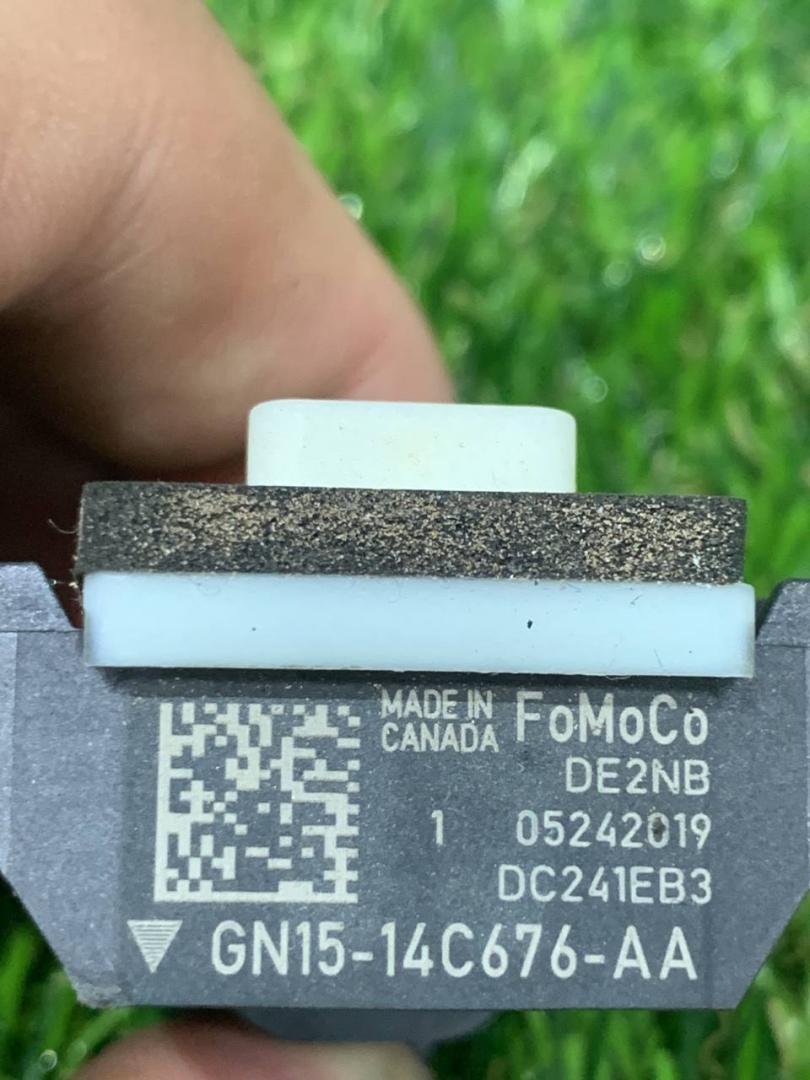 MADE IN
CANADA
FoMoCo
DE2NB
1 05242019
DC241EB3
GN15-14C676-AA